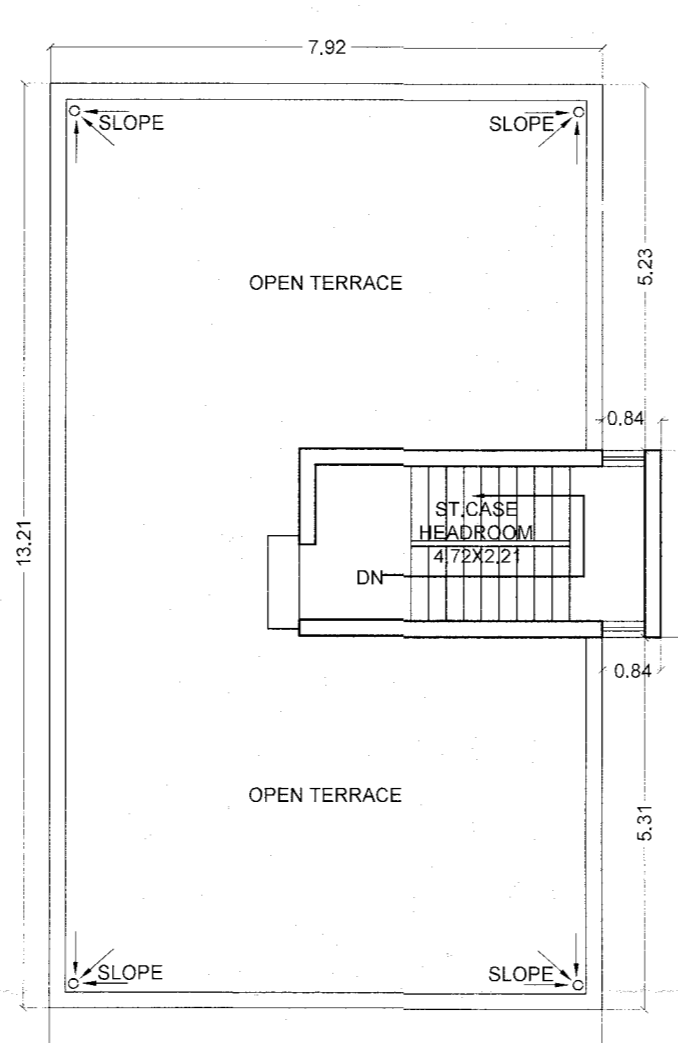 7.92
SLOPE
SLOPE
OPEN TERRACE
5.23
0.84
13.21
ST.CASE
HEADROOM
4.72X2.21
DN
0.84
OPEN TERRACE
5.31
SLOPE
SLOPE